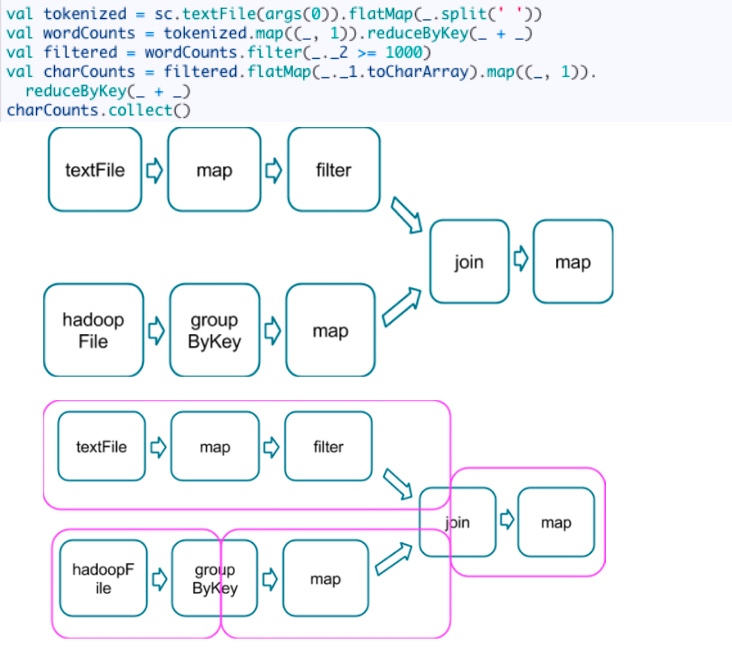 val tokenized = sc.textFile(args(0)).flatMap(_.split(' '))
val wordCounts = tokenized.map((_, 1)).reduceByKey(_ + _)
val filtered = wordCounts.filter(_._2 >= 1000)
val charCounts = filtered.flatMap(_._1.toCharArray).map((_, 1)).
  reduceByKey(_ + _)
charCounts.collect()
textFile
map
filter
join
map
hadoop
File
group
ByKey
map
textFile
map
filter
join
map
hadoopF
ile
group
ByKey
map